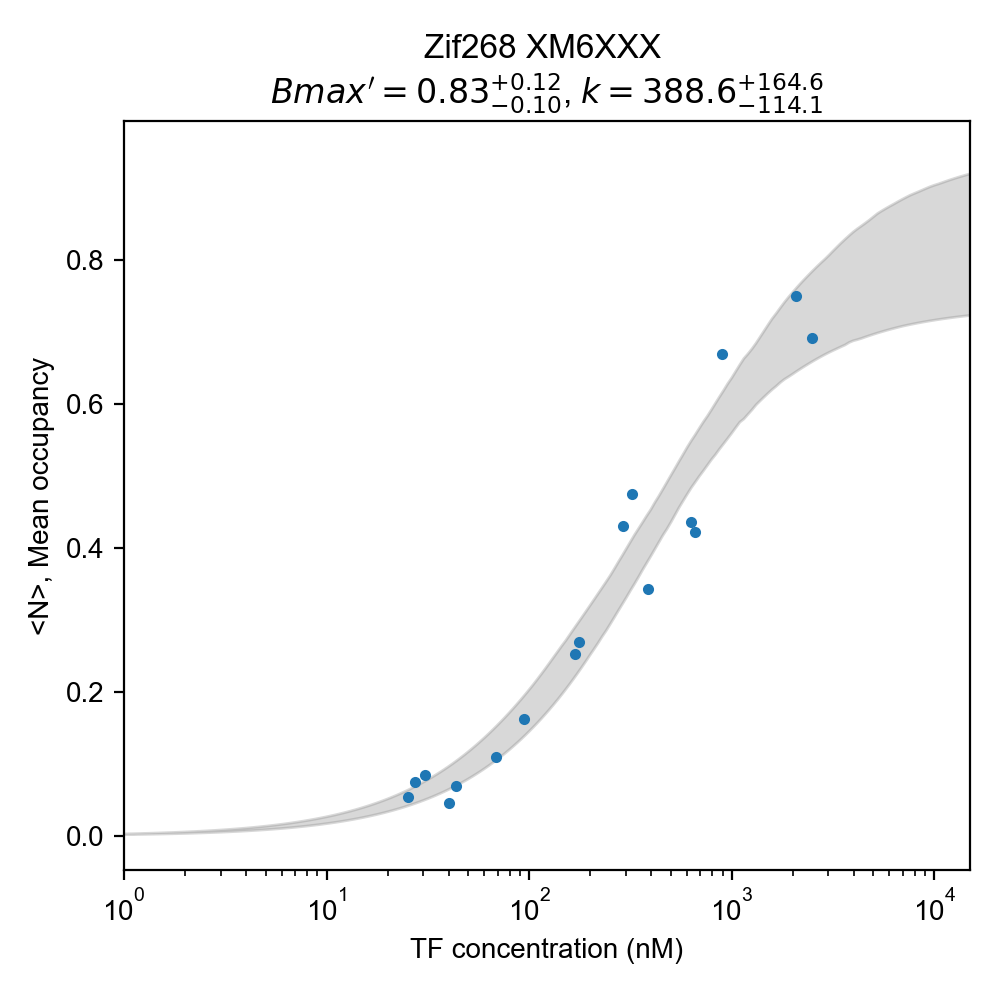 Zif268 XM6XXX
Bmax′ = 0.83 +0.12 −0.10, k = 388.6 +164.6 −114.1
0.8
0.6
0.4
0.2
0.0
<N>, Mean occupancy
10^0 10^1 10^2 10^3 10^4
TF concentration (nM)